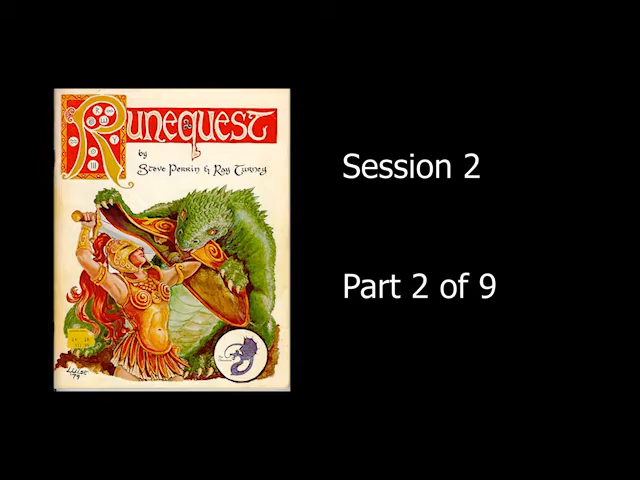 RUNEQUEST
by
Steve Perrin & Ray Turney
Session 2
Part 2 of 9